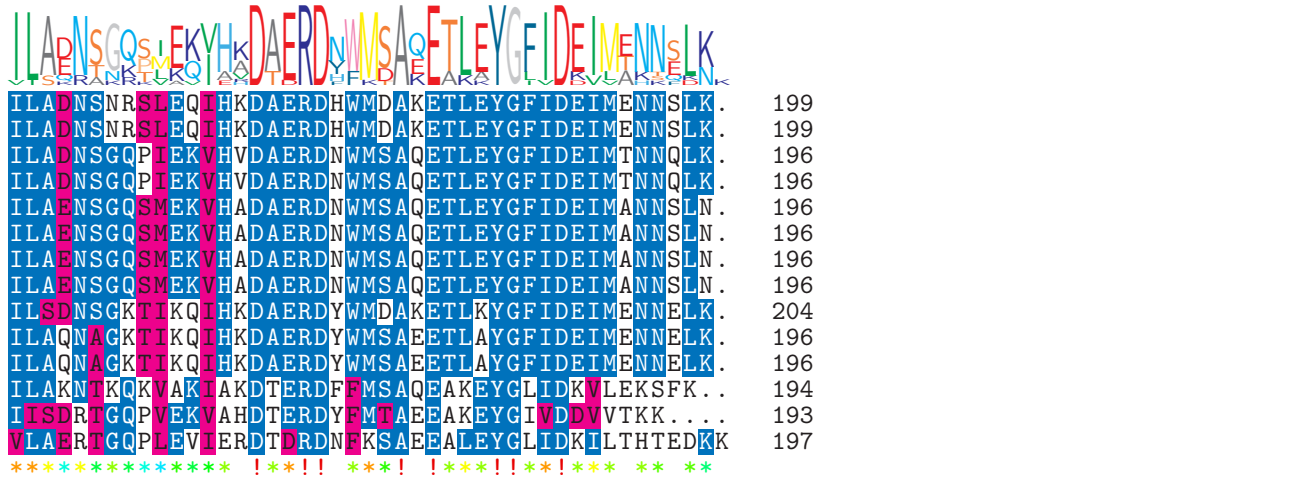 ILADNSNRSLEQIHKDAERDHWMDAKETLEYGFIDEIMENNSLK. 199
ILADNSNRSLEQIHKDAERDHWMDAKETLEYGFIDEIMENNSLK. 199
ILADNSGQPIEKVHVDAERDNWMSAQETLEYGFIDEIMTNNQLK. 196
ILADNSGQPIEKVHVDAERDNWMSAQETLEYGFIDEIMTNNQLK. 196
ILAENSGQSMEKVHADAERDNWMSAQETLEYGFIDEIMANNSLN. 196
ILAENSGQSMEKVHADAERDNWMSAQETLEYGFIDEIMANNSLN. 196
ILAENSGQSMEKVHADAERDNWMSAQETLEYGFIDEIMANNSLN. 196
ILAENSGQSMEKVHADAERDNWMSAQETLEYGFIDEIMANNSLN. 196
ILSDNSGKTIKQIHKDAERDYWMDAKETLKYGFIDEIMENNELK. 204
ILAQNAGKTIKQIHKDAERDYWMSAEETLAYGFIDEIMENNELK. 196
ILAQNAGKTIKQIHKDAERDYWMSAEETLAYGFIDEIMENNELK. 196
ILAKNTKQKVAKIAKDTERDFFMSAQEAKEYGLIDKVLEKSFK.. 194
IISDRTGQPVEKVAHDTERDYFMTAEEAKEYGIVDDVVTKK.... 193
VLAERTGQPLEVIERDTDRDNFKSAEEALEYGLIDKILTHTEDKK 197
************** !**!! ***! !***!!**!*** ** **